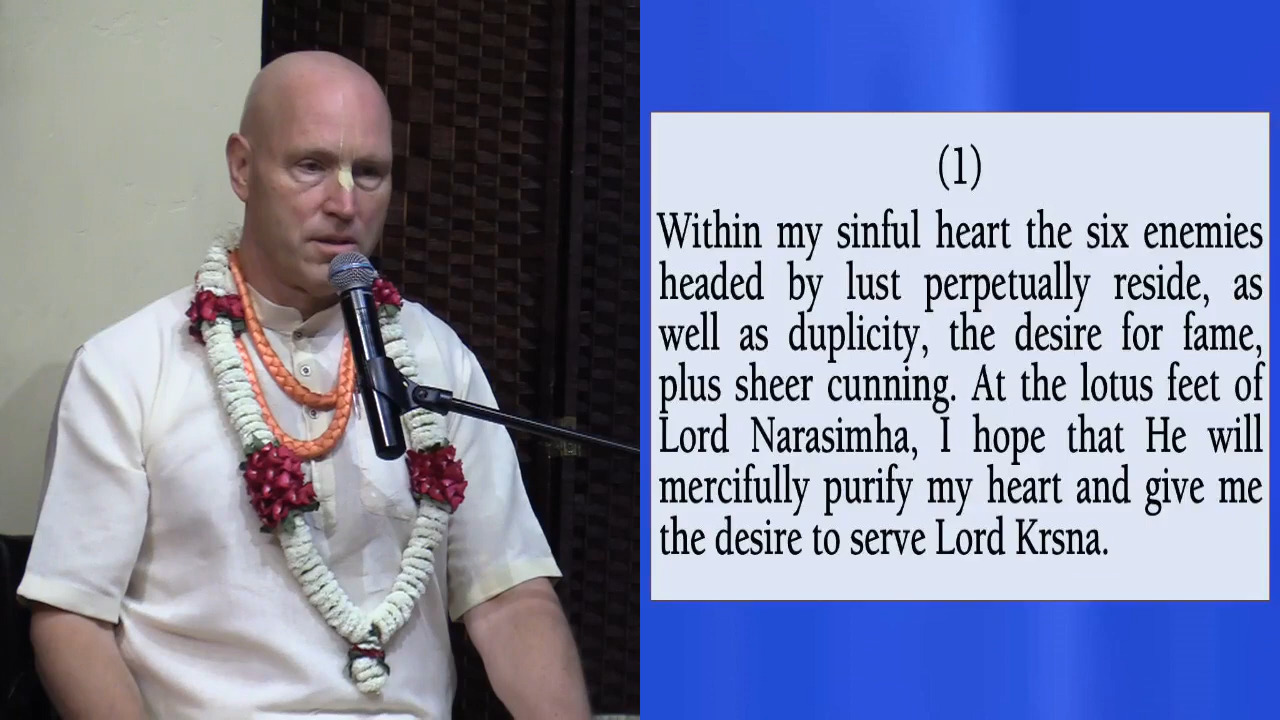 (1)
Within my sinful heart the six enemies
headed by lust perpetually reside, as
well as duplicity, the desire for fame,
plus sheer cunning. At the lotus feet of
Lord Narasimha, I hope that He will
mercifully purify my heart and give me
the desire to serve Lord Krsna.